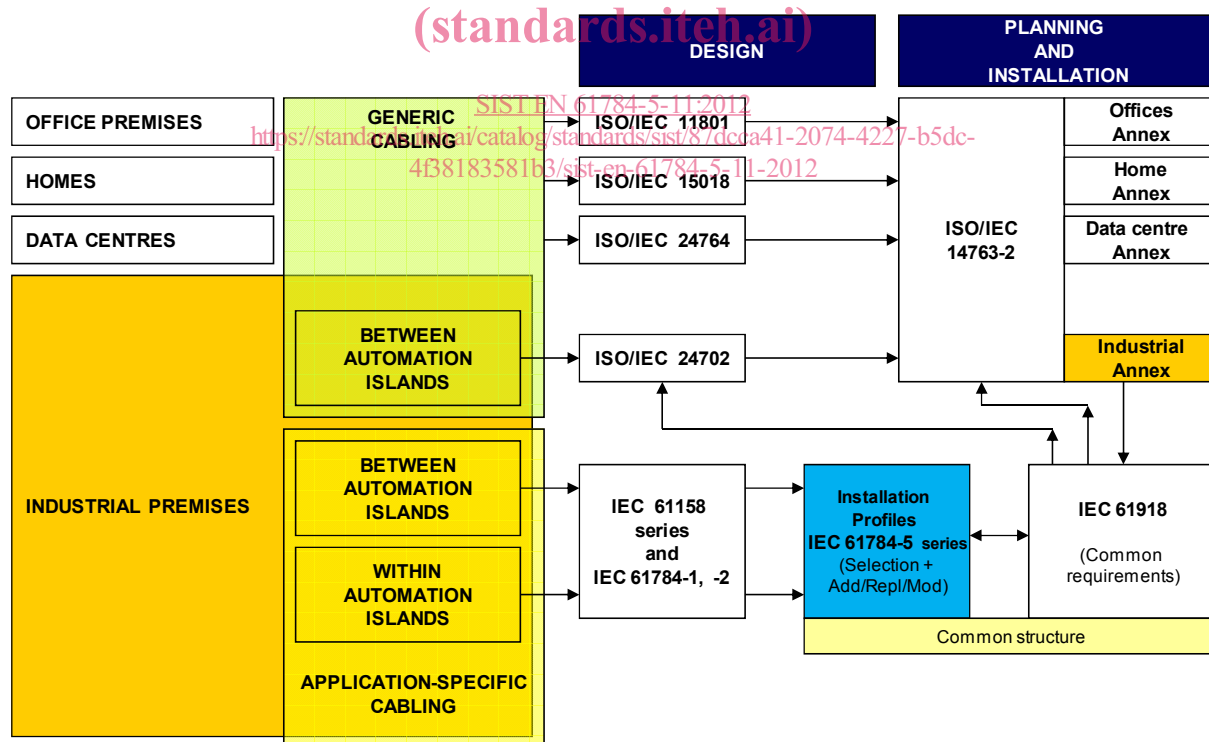 (standards.iteh.ai)
DESIGN
PLANNING
AND
INSTALLATION
SIST EN 61784-5-11:2012
https://standards.iteh.ai/catalog/standards/sist/87dcca41-2074-4227-b5dc-
4f38183581b3/sist-en-61784-5-11-2012
OFFICE PREMISES
GENERIC
CABLING
ISO/IEC 11801
Offices
Annex
HOMES
ISO/IEC 15018
Home
Annex
DATA CENTRES
ISO/IEC 24764
ISO/IEC
14763-2
Data centre
Annex
BETWEEN
AUTOMATION
ISLANDS
ISO/IEC 24702
Industrial
Annex
INDUSTRIAL PREMISES
BETWEEN
AUTOMATION
ISLANDS
WITHIN
AUTOMATION
ISLANDS
APPLICATION-SPECIFIC
CABLING
IEC 61158
series
and
IEC 61784-1, -2
Installation
Profiles
IEC 61784-5 series
(Selection +
Add/Repl/Mod)
IEC 61918
(Common
requirements)
Common structure